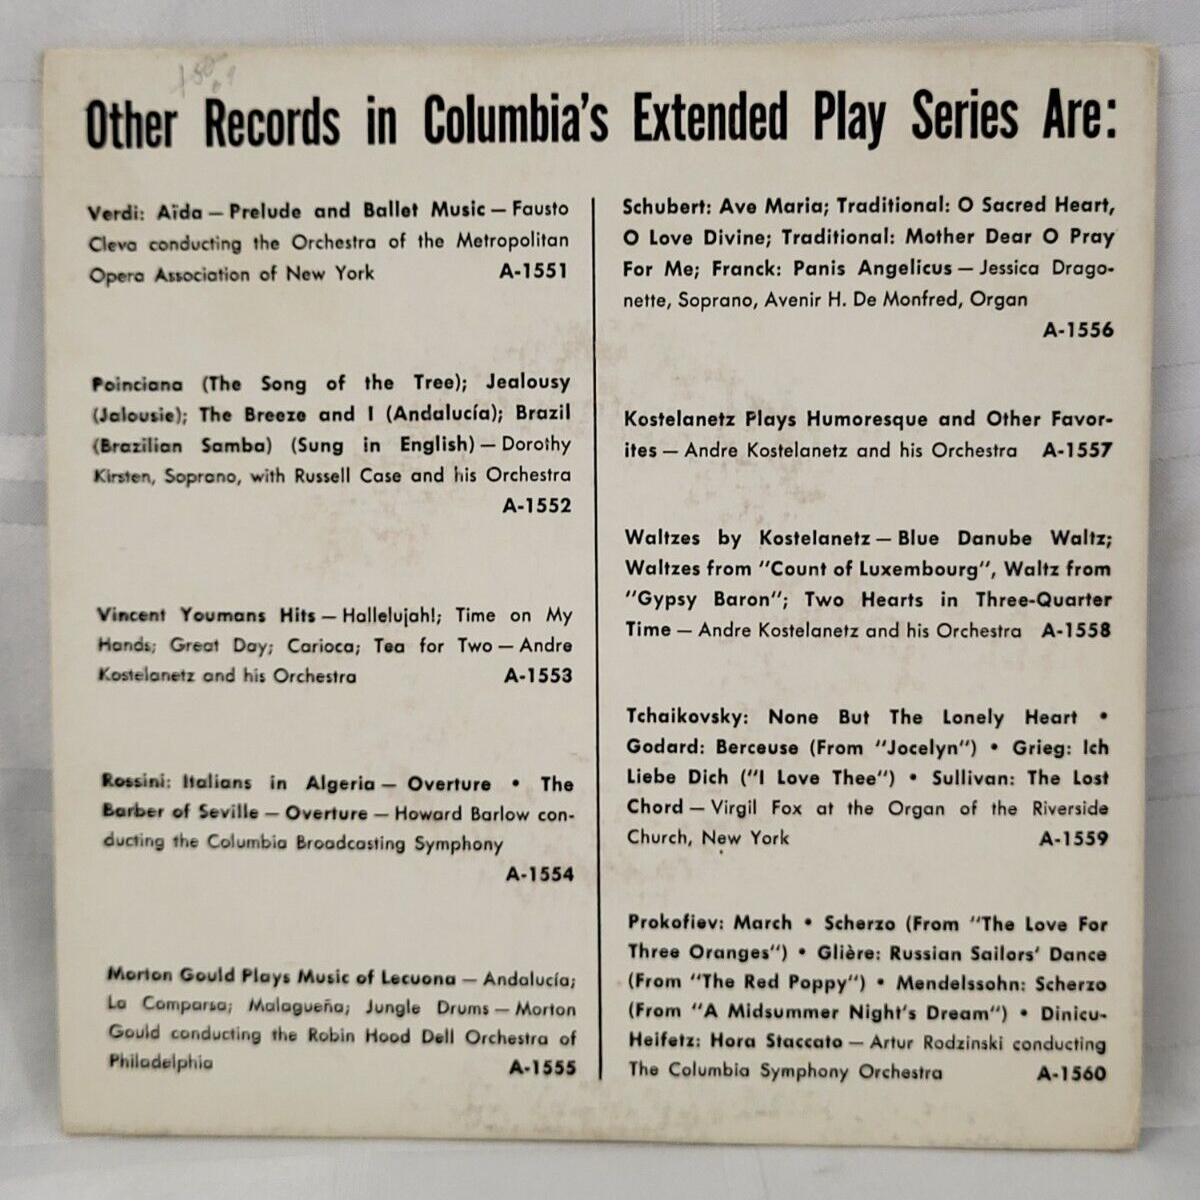 Other Records in Columbia's Extended Play Series Are:
Verdi: Aïda — Prelude and Ballet Music — Fausto
Cleva conducting the Orchestra of the Metropolitan
Opera Association of New York A-1551
Poinciana (The Song of the Tree); Jealousy
(Jalousie); The Breeze and I (Andalucía); Brazil
(Brazilian Samba) (Sung in English) — Dorothy
Kirsten, Soprano, with Russell Case and his Orchestra
A-1552
Vincent Youmans Hits — Hallelujah!; Time on My
Hands; Great Day; Carioca; Tea for Two — Andre
Kostelanetz and his Orchestra A-1553
Rossini: Italians in Algeria — Overture • The
Barber of Seville — Overture — Howard Barlow con-
ducting the Columbia Broadcasting Symphony
A-1554
Morton Gould Plays Music of Lecuona — Andalucía;
La Comparsa; Malagueña; Jungle Drums — Morton
Gould conducting the Robin Hood Dell Orchestra of
Philadelphia A-1555
Schubert: Ave Maria; Traditional: O Sacred Heart,
O Love Divine; Traditional: Mother Dear O Pray
For Me; Franck: Panis Angelicus — Jessica Drago-
nette, Soprano, Avenir H. De Monfred, Organ
A-1556
Kostelanetz Plays Humoresque and Other Favor-
ites — Andre Kostelanetz and his Orchestra A-1557
Waltzes by Kostelanetz — Blue Danube Waltz;
Waltzes from "Count of Luxembourg", Waltz from
"Gypsy Baron"; Two Hearts in Three-Quarter
Time — Andre Kostelanetz and his Orchestra A-1558
Tchaikovsky: None But The Lonely Heart •
Godard: Berceuse (From "Jocelyn") • Grieg: Ich
Liebe Dich ("I Love Thee") • Sullivan: The Lost
Chord — Virgil Fox at the Organ of the Riverside
Church, New York A-1559
Prokofiev: March • Scherzo (From "The Love For
Three Oranges") • Glière: Russian Sailors' Dance
(From "The Red Poppy") • Mendelssohn: Scherzo
(From "A Midsummer Night's Dream") • Dinicu-
Heifetz: Hora Staccato — Artur Rodzinski conducting
The Columbia Symphony Orchestra A-1560